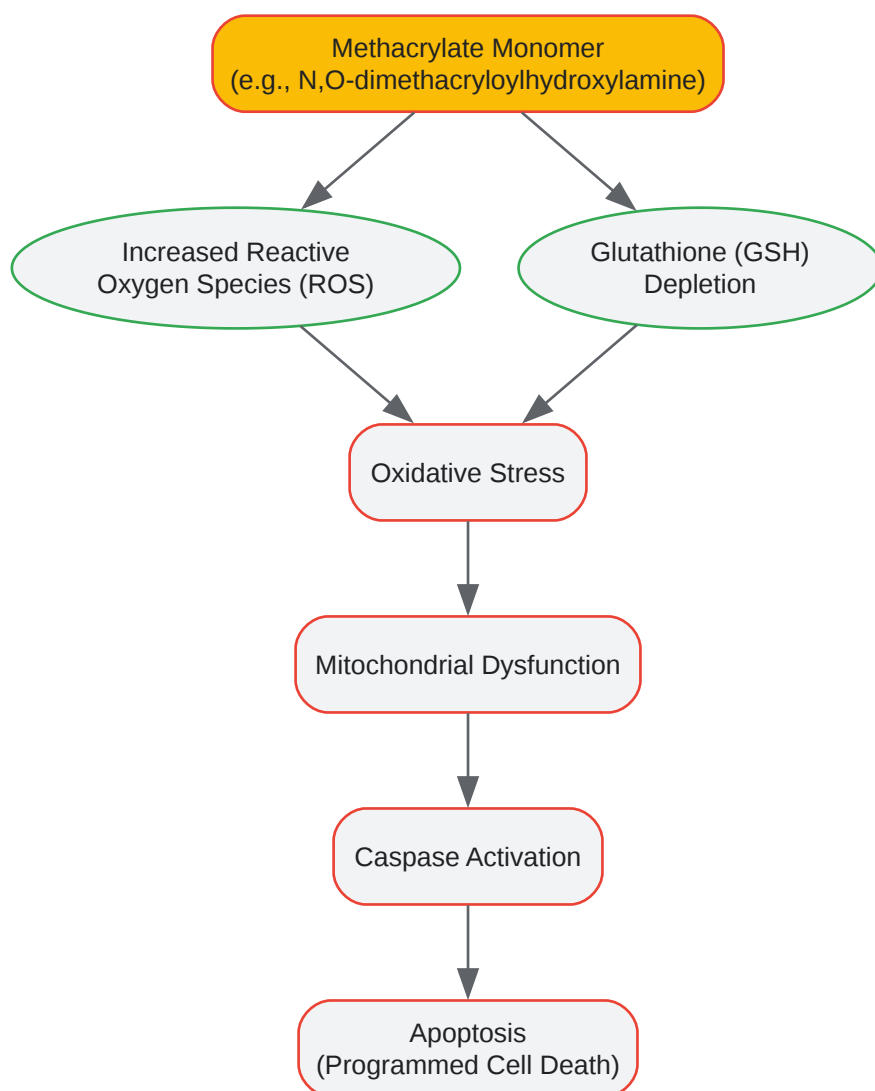 Methacrylate Monomer
(e.g., N,O-dimethacryloylhydroxylamine)
Increased Reactive
Oxygen Species (ROS)
Glutathione (GSH)
Depletion
Oxidative Stress
Mitochondrial Dysfunction
Caspase Activation
Apoptosis
(Programmed Cell Death)